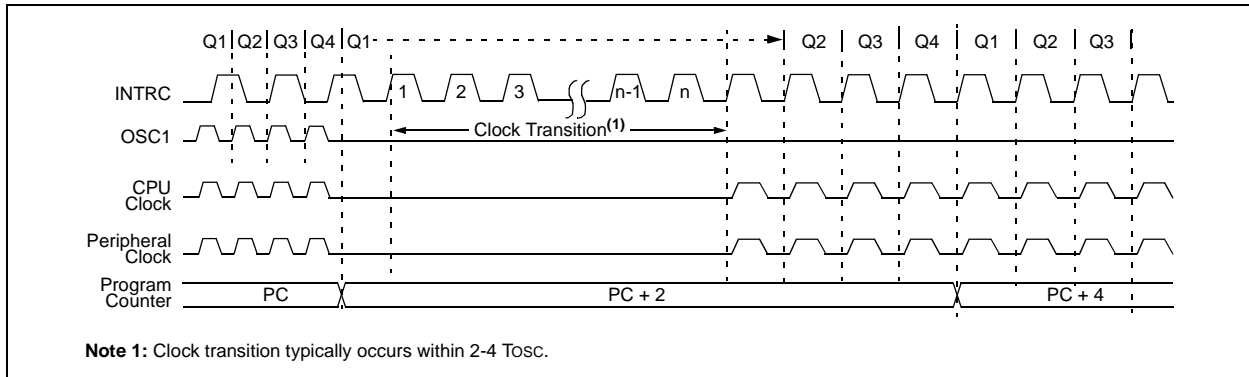 Q1 Q2 Q3 Q4 Q1 Q2 Q3 Q4 Q1 Q2 Q3
INTRC
1 2 3 n-1 n
OSC1
Clock Transition(1)
CPU
Clock
Peripheral
Clock
Program
Counter
PC PC + 2 PC + 4
Note 1: Clock transition typically occurs within 2-4 TOSC.